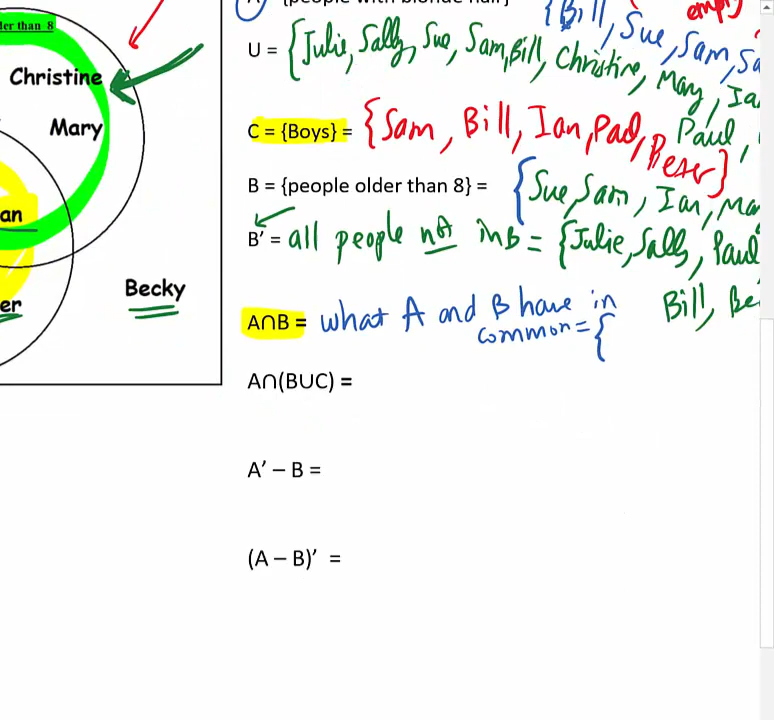 {people with blonde hair}
{Bill, Sue, Sam, Sa
der than 8
U = {Julie, Sally, Sue, Sam, Bill, Christine, Mary, Ia
Christine
Mary
C = {Boys} = {Sam, Bill, Ian, Paul, Peter}
Paul,
B = {people older than 8} = {Sue, Sam, Ian, Ma
an
B′ = all people not in B = {Julie, Sally, Paul
Bill, Be
Becky
er
A∩B = what A and B have in
common = {
A∩(BUC) =
A′ – B =
(A – B)′ =